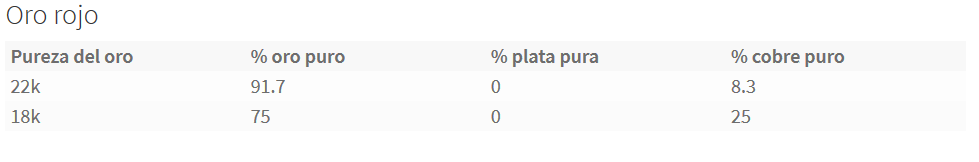 Oro rojo
Pureza del oro % oro puro % plata pura % cobre puro
22k 91.7 0 8.3
18k 75 0 25